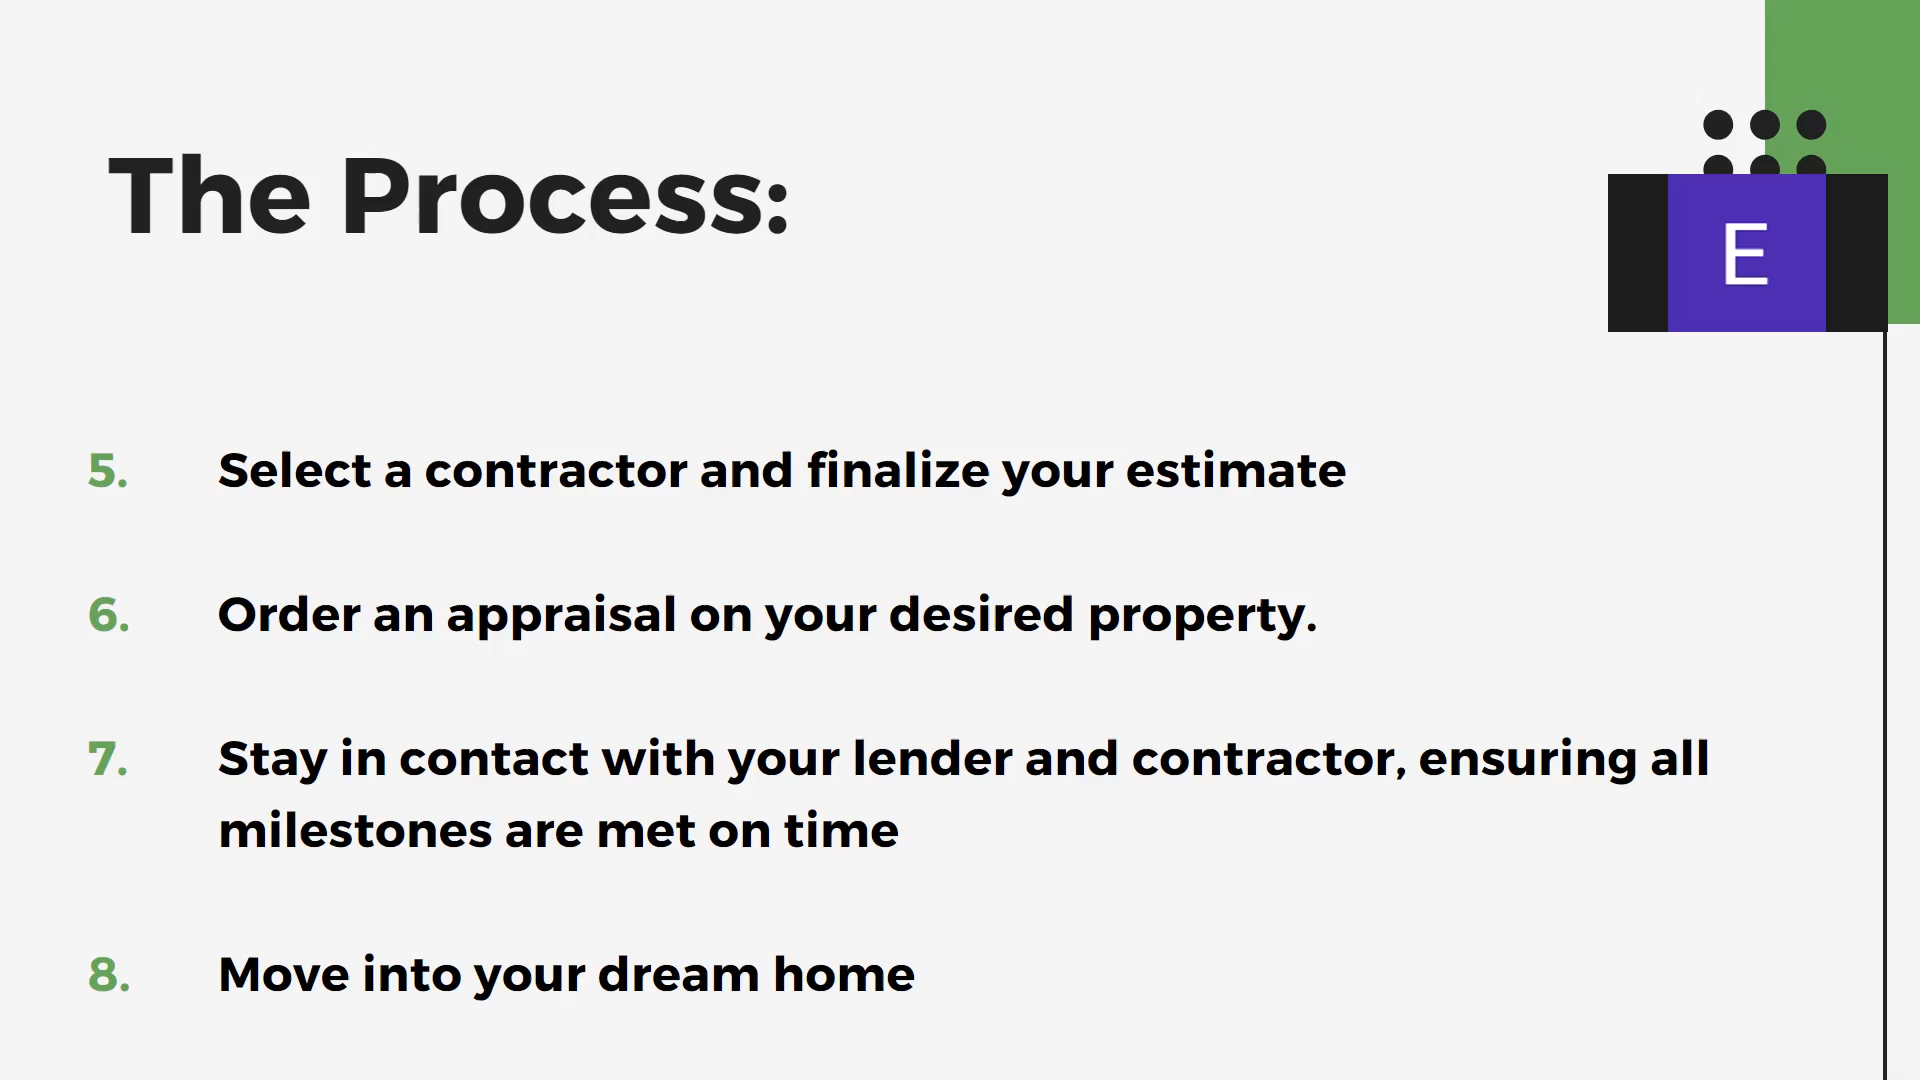 The Process:
E
5. Select a contractor and finalize your estimate
6. Order an appraisal on your desired property.
7. Stay in contact with your lender and contractor, ensuring all
milestones are met on time
8. Move into your dream home